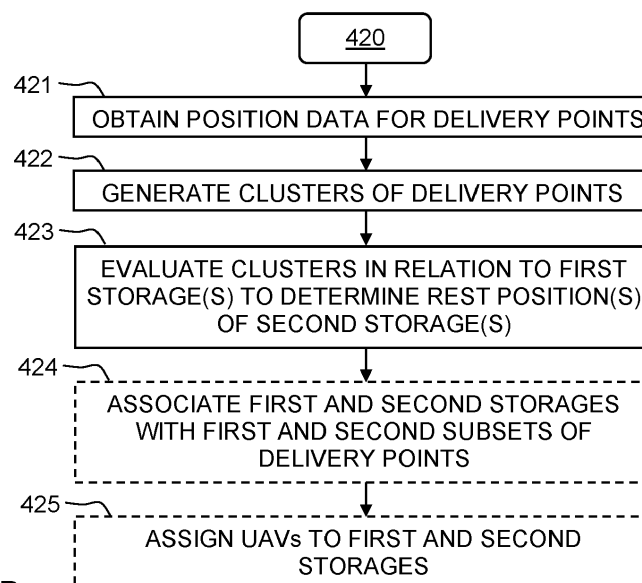 420
421
OBTAIN POSITION DATA FOR DELIVERY POINTS
422
GENERATE CLUSTERS OF DELIVERY POINTS
423
EVALUATE CLUSTERS IN RELATION TO FIRST
STORAGE(S) TO DETERMINE REST POSITION(S)
OF SECOND STORAGE(S)
424
ASSOCIATE FIRST AND SECOND STORAGES
WITH FIRST AND SECOND SUBSETS OF
DELIVERY POINTS
425
ASSIGN UAVs TO FIRST AND SECOND
STORAGES